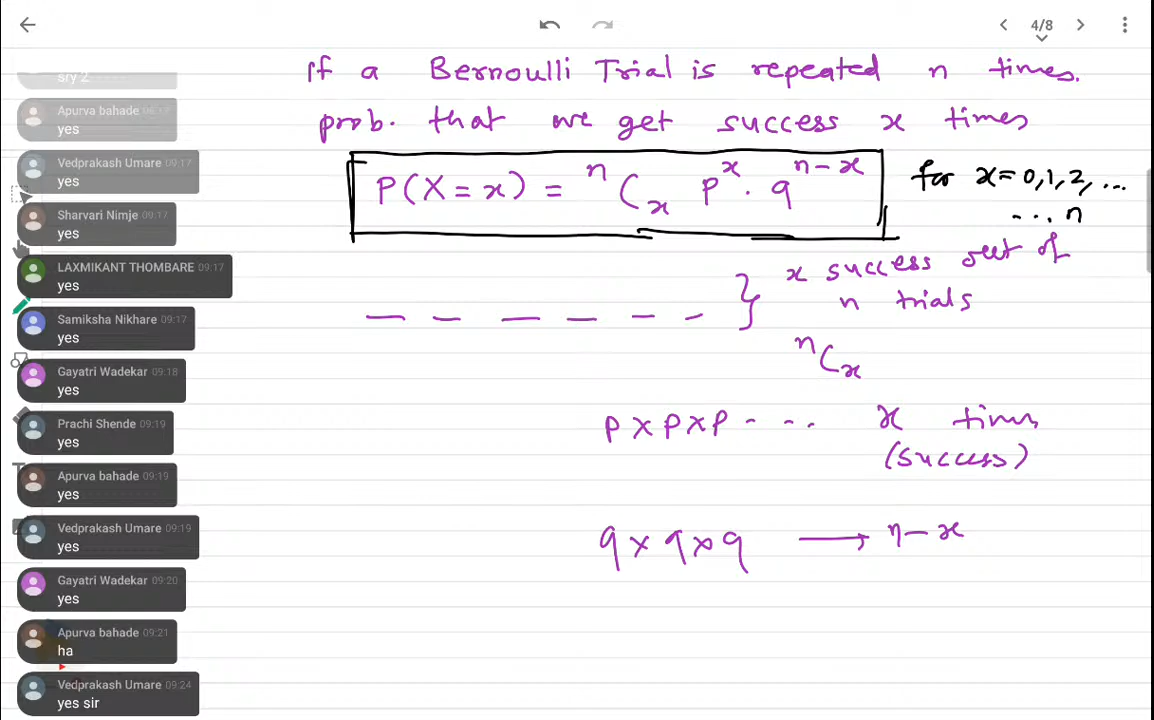 4/8
If a Bernoulli Trial is repeated n times.
prob. that we get success x times
P(X = x) = ⁿCₓ pˣ · qⁿ⁻ˣ
for x = 0, 1, 2, ...
... n
x success out of
n trials
ⁿCₓ
p × p × p - - .. x times
(success)
q × q × q → n - x
sry 2
Apurva bahade
yes
Vedprakash Umare 09:17
yes
Sharvari Nimje 09:17
yes
LAXMIKANT THOMBARE 09:17
yes
Samiksha Nikhare 09:17
yes
Gayatri Wadekar 09:18
yes
Prachi Shende 09:19
yes
Apurva bahade 09:19
yes
Vedprakash Umare 09:19
yes
Gayatri Wadekar 09:20
yes
Apurva bahade 09:21
ha
Vedprakash Umare 09:24
yes sir